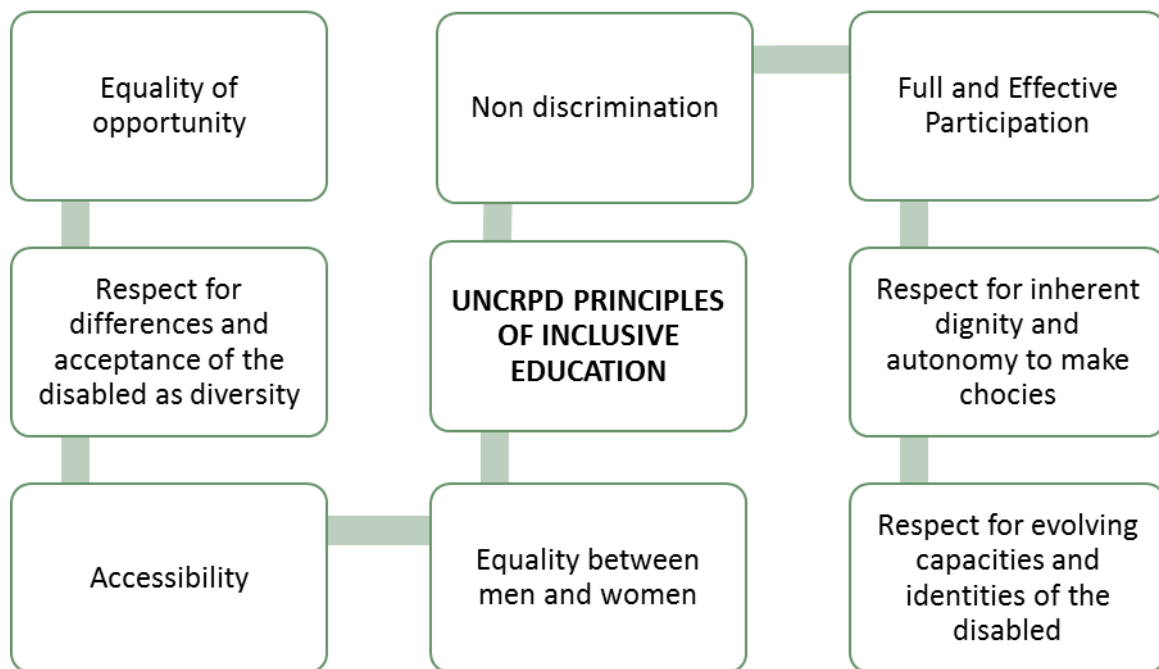 Equality of
opportunity
Respect for
differences and
acceptance of the
disabled as diversity
Accessibility
Equality between
men and women
UNCRPD PRINCIPLES
OF INCLUSIVE
EDUCATION
Non discrimination
Full and Effective
Participation
Respect for inherent
dignity and
autonomy to make
chocies
Respect for evolving
capacities and
identities of the
disabled